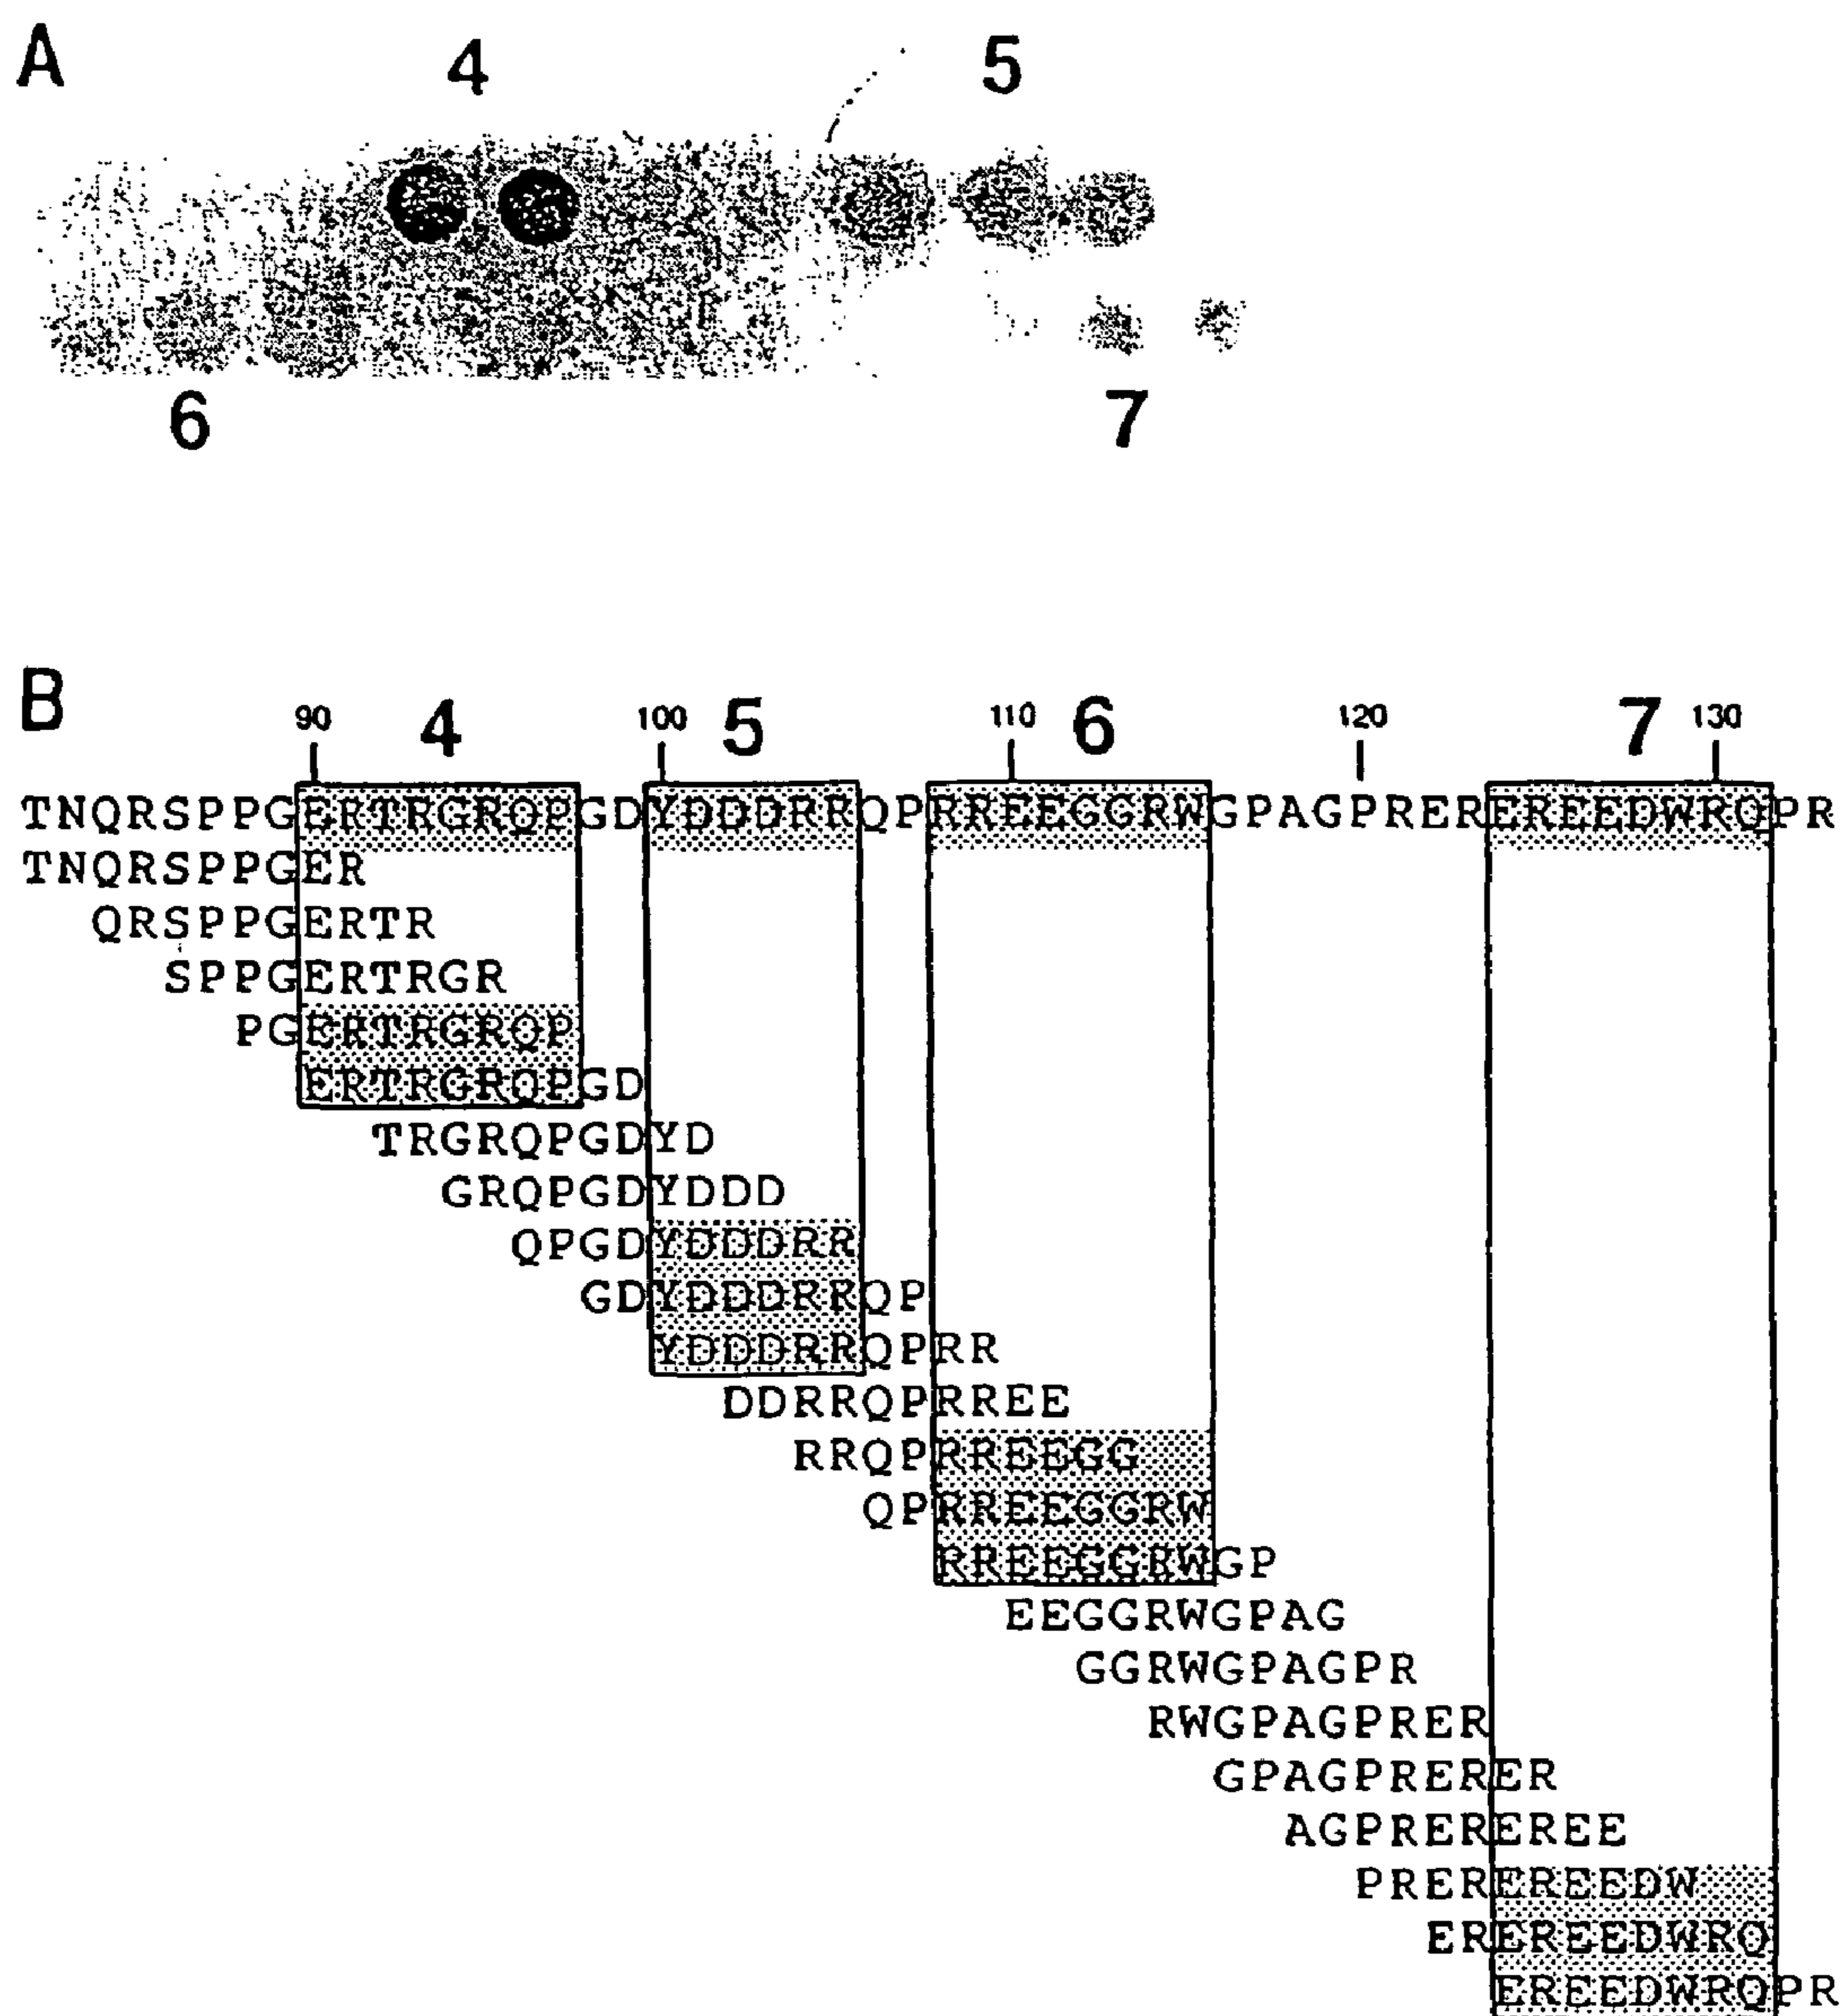 A
4
5
6
7
B
90
4
100
5
110
6
120
7
130
TNQRSPPGERTRGRQPGDYDDDRRQPRREEGGRWGPAGPREREREEDWRQPR
TNQRSPPGER
QRSPPGERTR
SPPGERTRGR
PGERTRGRQP
ERTRGRQPGD
TRGRQPGDYD
GRQPGDYDDD
QPGDYDDDRR
GDYDDDRRQP
YDDDRRQPRR
DDRRQPRREE
RRQPRREEGG
QPRREEGGRW
RREEGGRWGP
EEGGRWGPAG
GGRWGPAGPR
RWGPAGPRER
GPAGPRERER
AGPREREREE
PREREREEDW
EREREEDWRQ
EREEDWRQPR